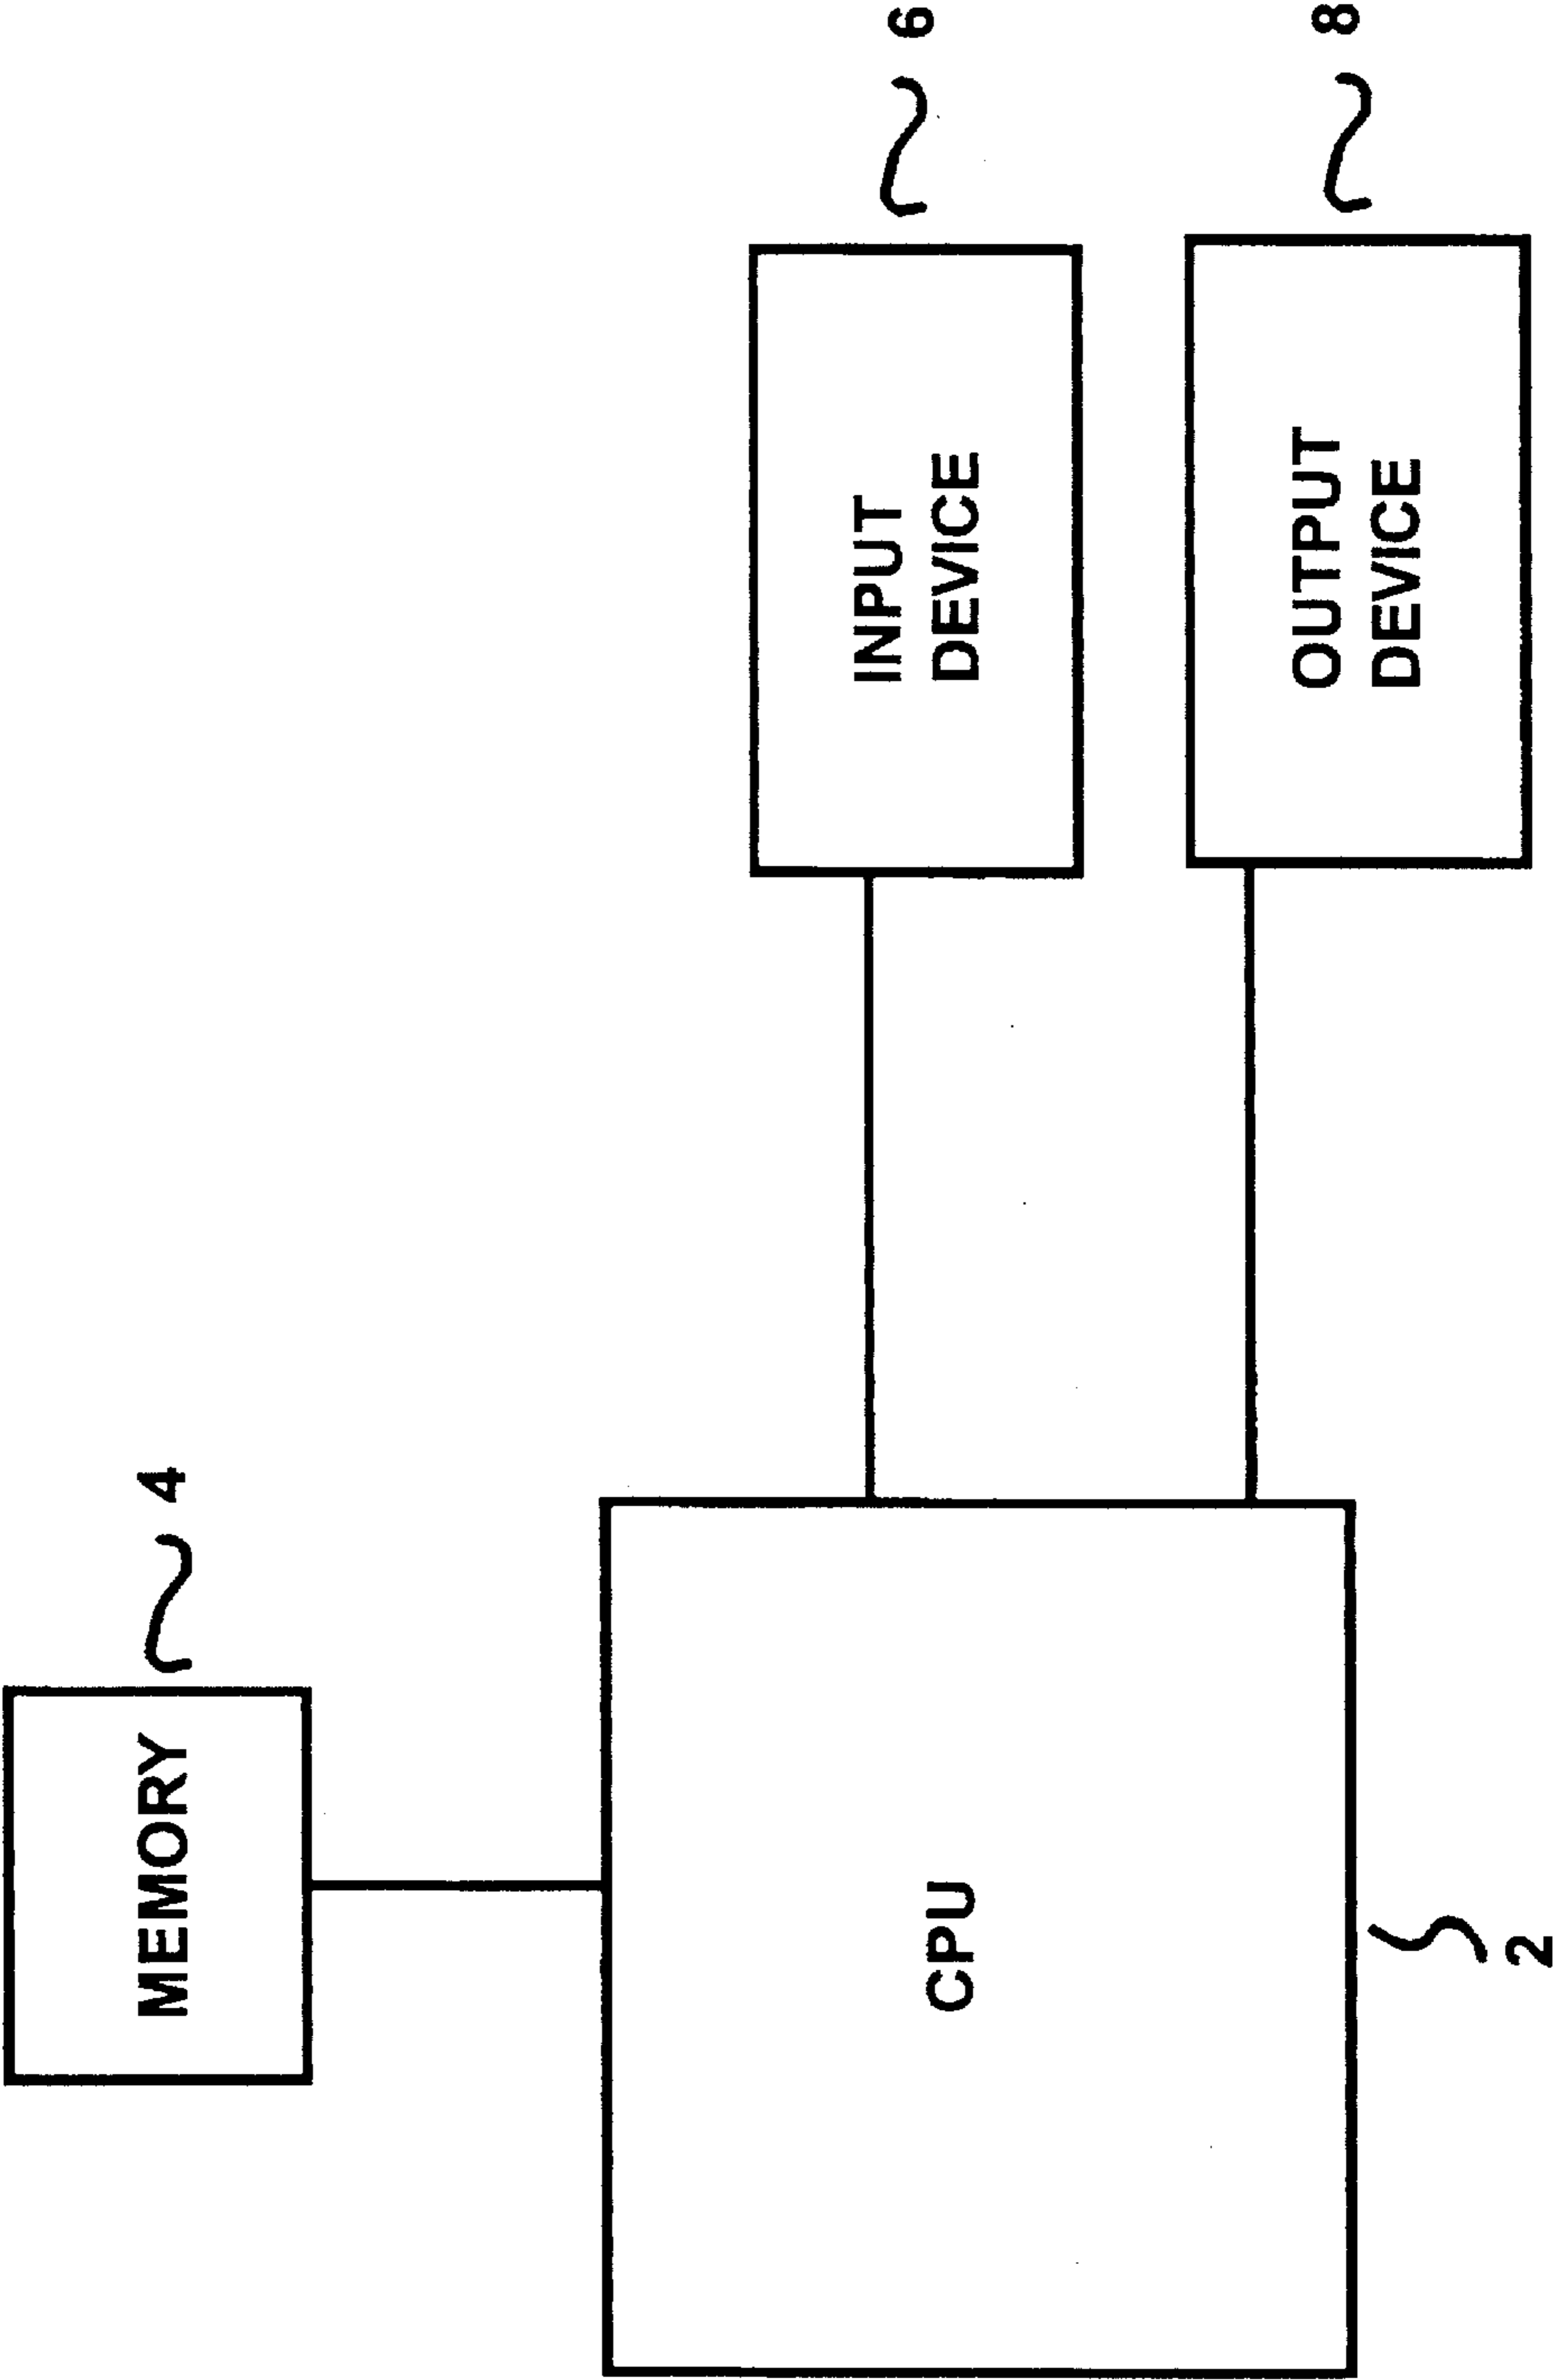 MEMORY
4
INPUT
DEVICE
6
CPU
OUTPUT
DEVICE
8
2